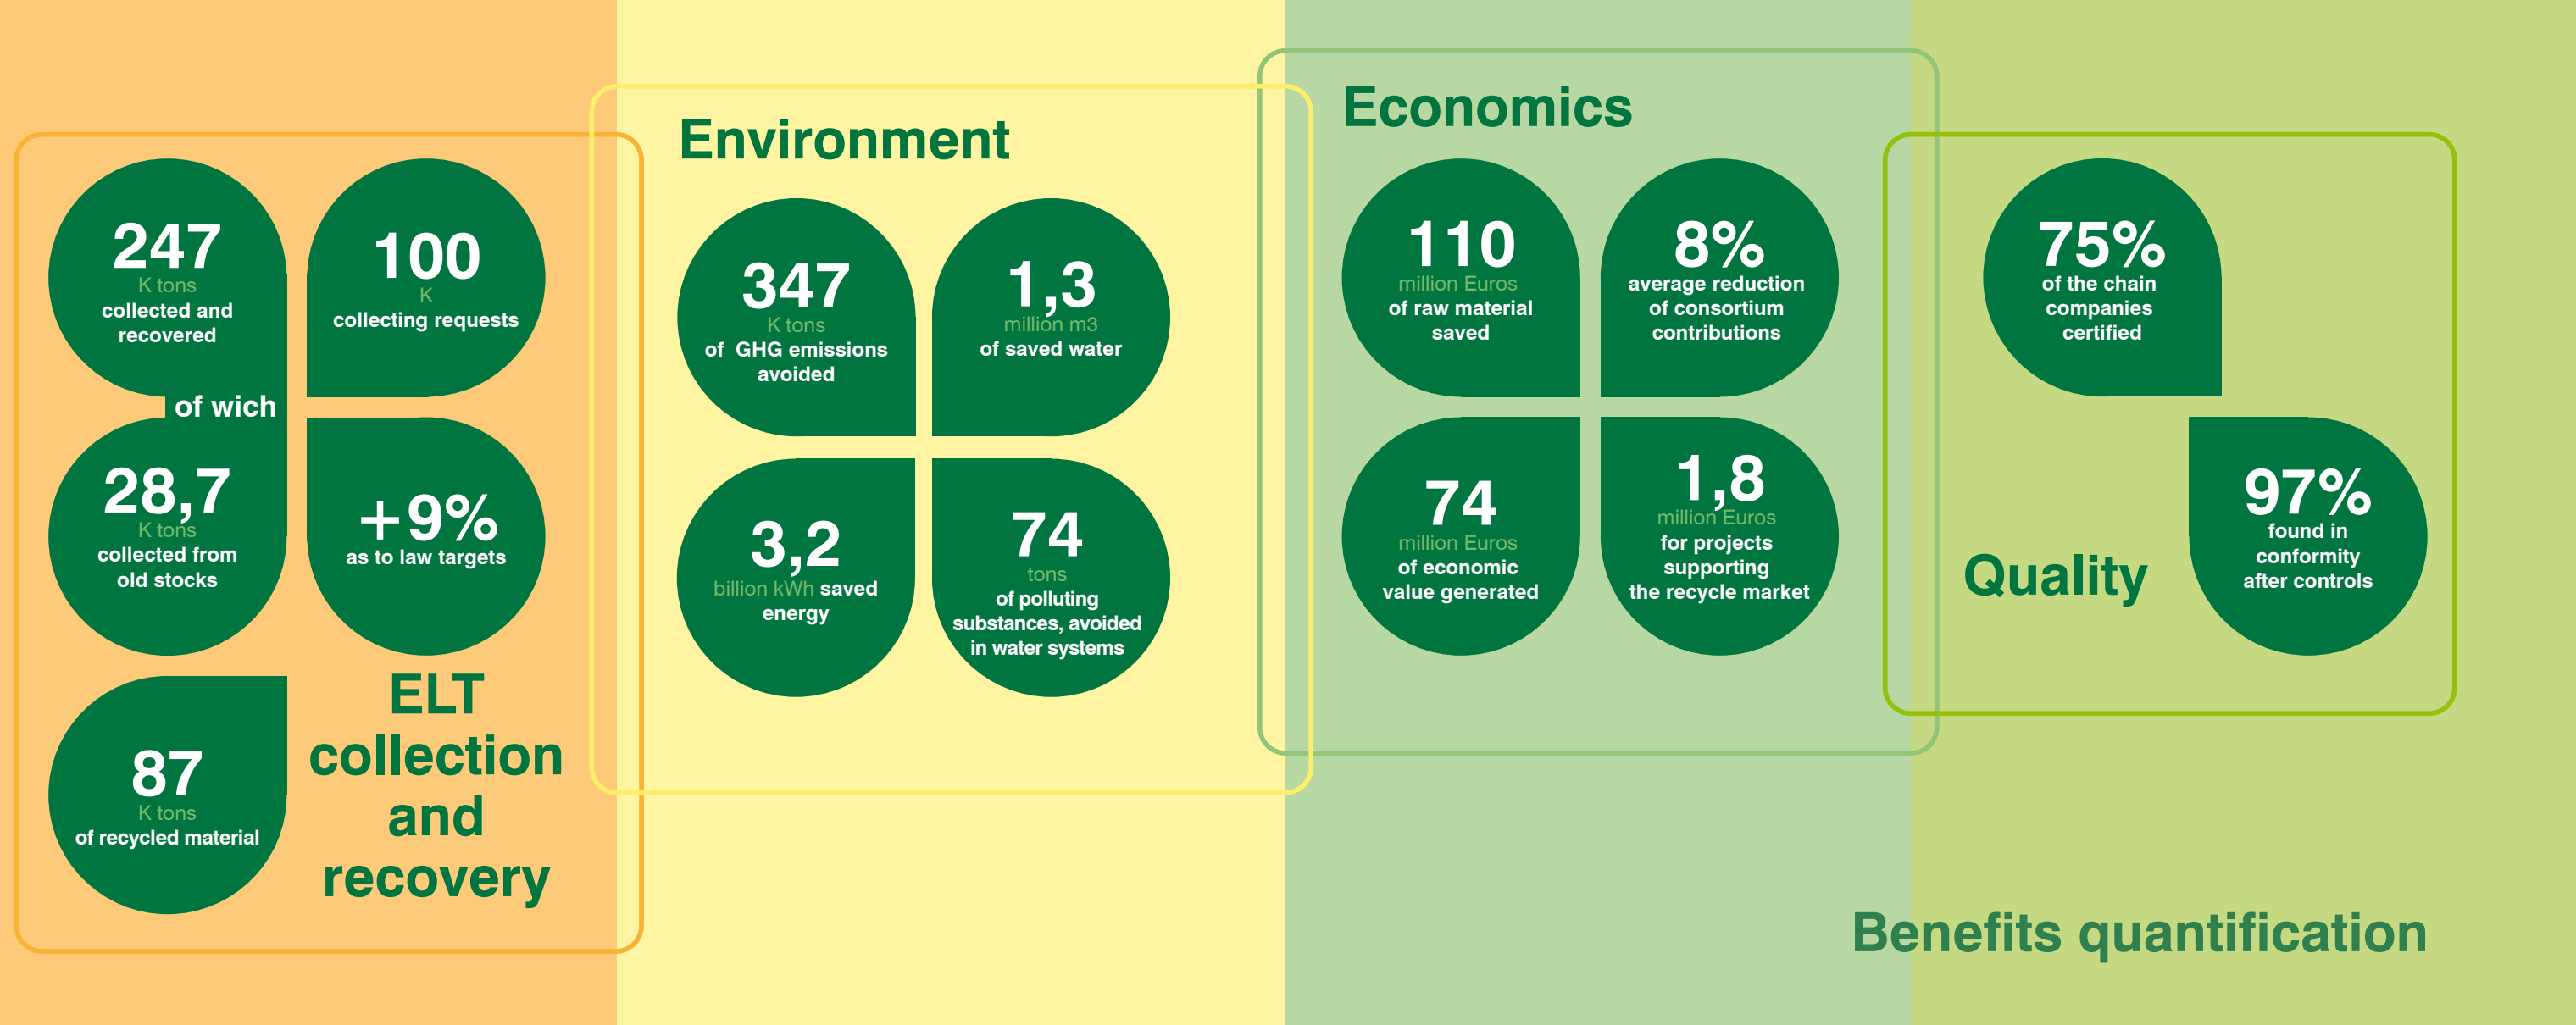 247
K tons
collected and
recovered
of wich
28,7
K tons
collected from
old stocks
100
K
collecting requests
+9%
as to law targets
87
K tons
of recycled material
ELT
collection
and
recovery
Environment
347
K tons
of  GHG emissions
avoided
1,3
million m3
of saved water
3,2
billion kWh saved
energy
74
tons
of polluting
substances, avoided
in water systems
Economics
110
million Euros
of raw material
saved
8%
average reduction
of consortium
contributions
74
million Euros
of economic
value generated
1,8
million Euros
for projects
supporting
the recycle market
75%
of the chain
companies
certified
97%
found in
conformity
after controls
Quality
Benefits quantification